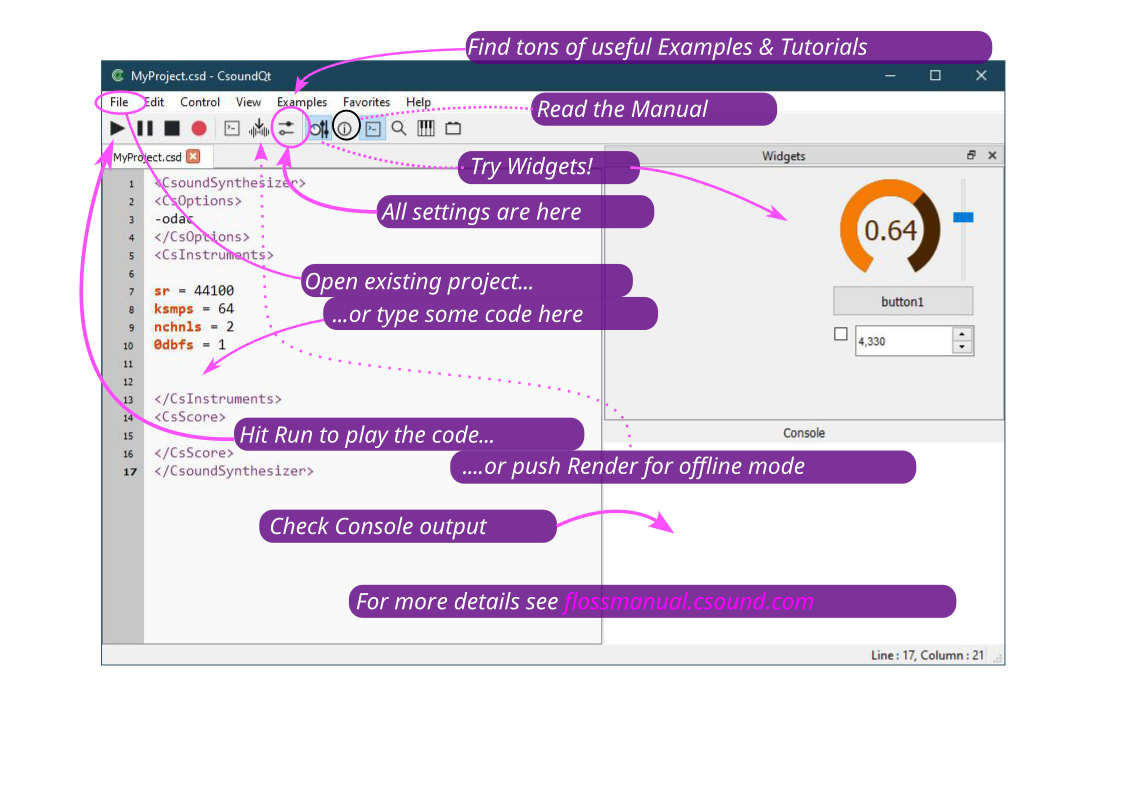 Find tons of useful Examples & Tutorials
MyProject.csd - CsoundQt
File Edit Control View Examples Favorites Help
Read the Manual
MyProject.csd
Widgets
Try Widgets!
All settings are here
1 <CsoundSynthesizer>
2 <CsOptions>
3 -odac
4 </CsOptions>
5 <CsInstruments>
6
7 sr = 44100
8 ksmps = 64
9 nchnls = 2
10 0dbfs = 1
11
12
13 </CsInstruments>
14 <CsScore>
15
16 </CsScore>
17 </CsoundSynthesizer>
0.64
button1
4,330
Open existing project...
...or type some code here
Hit Run to play the code...
Console
....or push Render for offline mode
Check Console output
For more details see flossmanual.csound.com
Line : 17, Column : 21